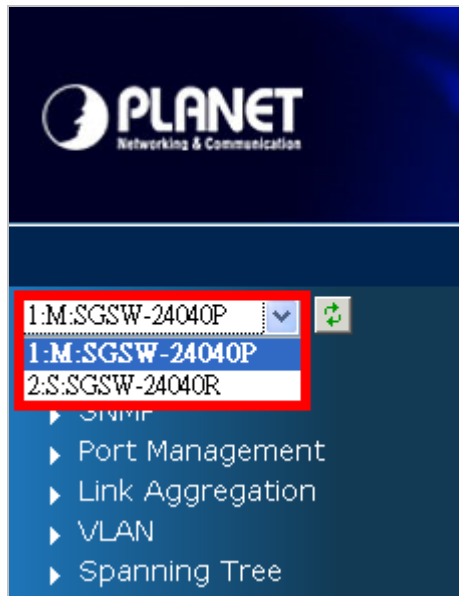 PLANET
Networking & Communication
1:M:SGSW-24040P
1:M:SGSW-24040P
2:S:SGSW-24040R
SNMP
Port Management
Link Aggregation
VLAN
Spanning Tree